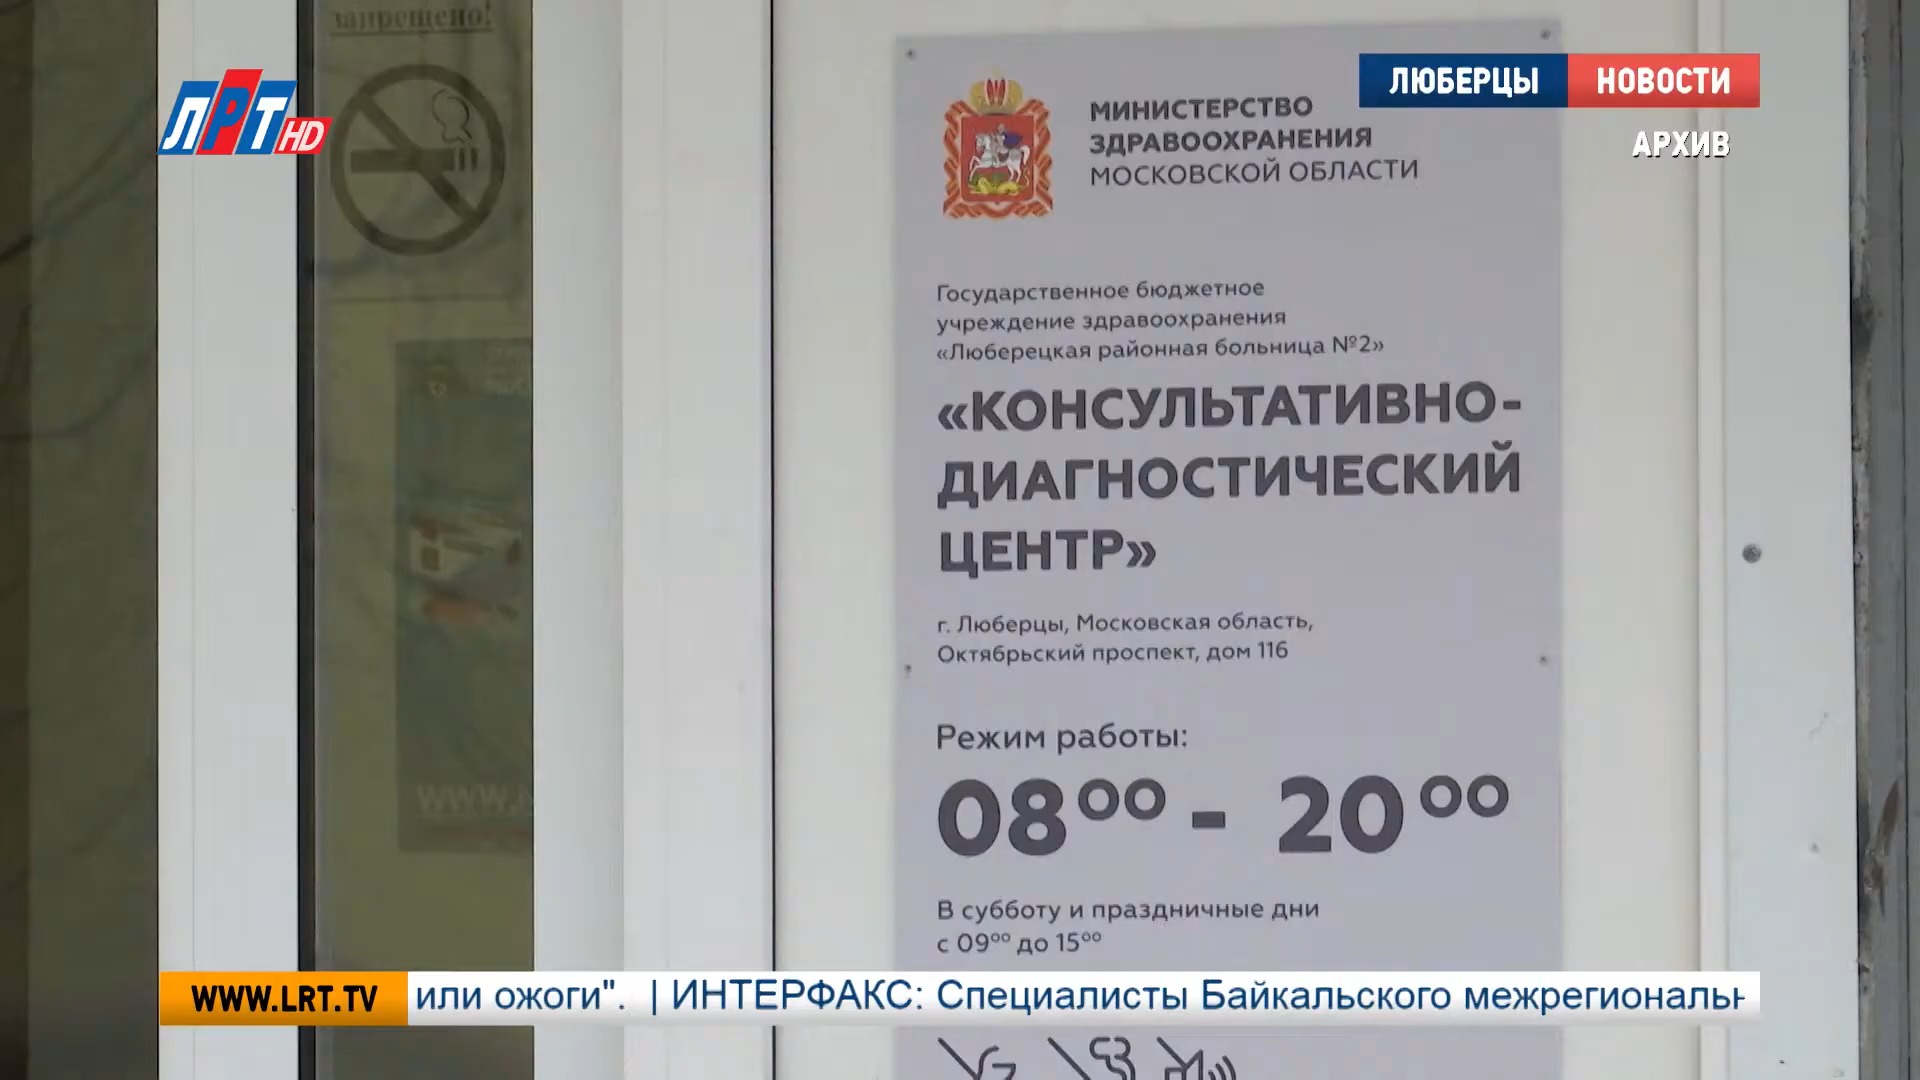 запрещено!
ЛРТ HD
ЛЮБЕРЦЫ НОВОСТИ
АРХИВ
МИНИСТЕРСТВО
ЗДРАВООХРАНЕНИЯ
МОСКОВСКОЙ ОБЛАСТИ
Государственное бюджетное
учреждение здравоохранения
«Люберецкая районная больница №2»
«КОНСУЛЬТАТИВНО-
ДИАГНОСТИЧЕСКИЙ
ЦЕНТР»
г. Люберцы, Московская область,
Октябрьский проспект, дом 116
Режим работы:
08⁰⁰ - 20⁰⁰
В субботу и праздничные дни
с 09⁰⁰ до 15⁰⁰
WWW.LRT.TV или ожоги". | ИНТЕРФАКС: Специалисты Байкальского